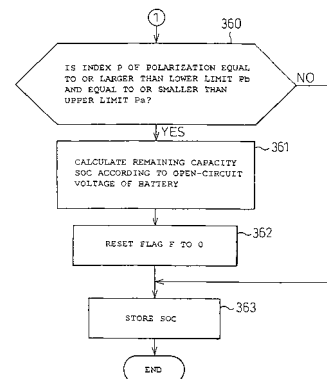 1
360
IS INDEX P OF POLARIZATION EQUAL
TO OR LARGER THAN LOWER LIMIT Pb
AND EQUAL TO OR SMALLER THAN
UPPER LIMIT Pa?
NO
YES
361
CALCULATE REMAINING CAPACITY
SOC ACCORDING TO OPEN-CIRCUIT
VOLTAGE OF BATTERY
362
RESET FLAG F TO 0
363
STORE SOC
END